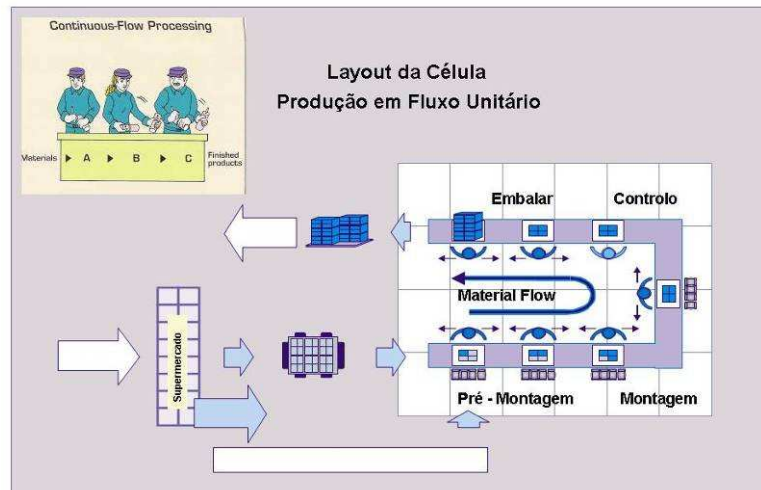 Continuous-Flow Processing
Materials A B C Finished
products
Layout da Célula
Produção em Fluxo Unitário
Embalar Controlo
Material Flow
Supermercado
Pré - Montagem Montagem